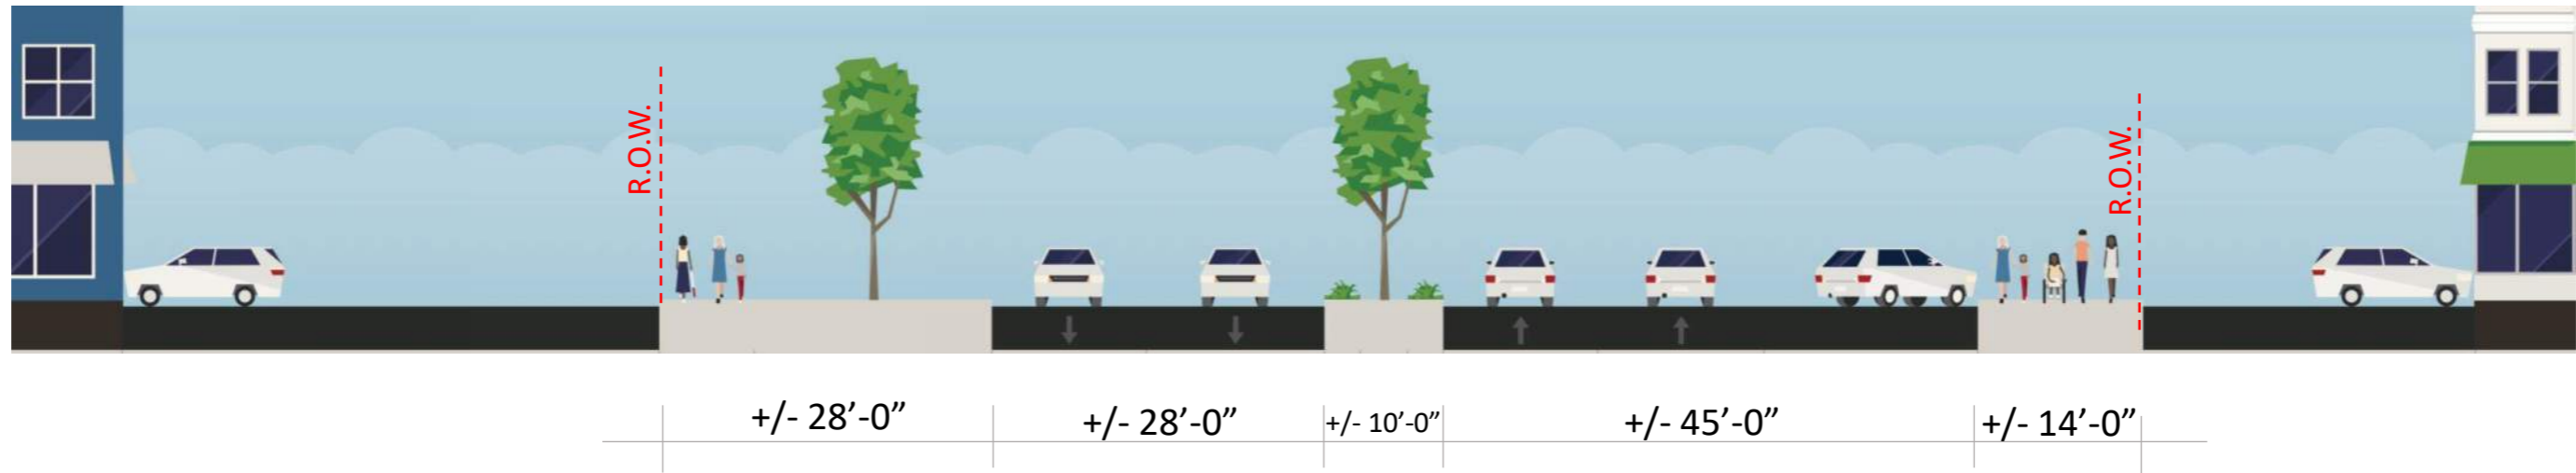 R.O.W.
R.O.W.
+/- 28’-0”
+/- 28’-0”
+/- 10’-0”
+/- 45’-0”
+/- 14’-0”